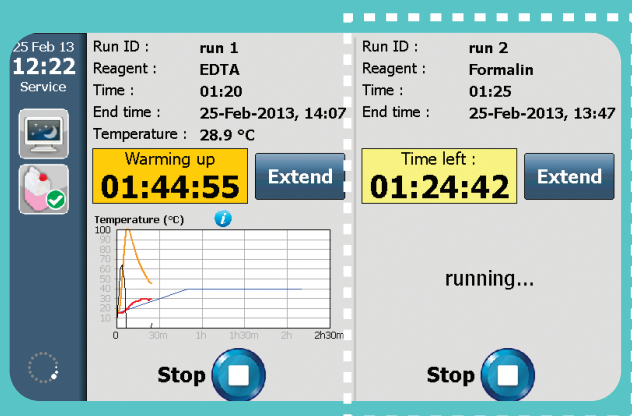 25 Feb 13
12:22
Service
Run ID : run 1
Reagent : EDTA
Time : 01:20
End time : 25-Feb-2013, 14:07
Temperature : 28.9 °C
Warming up
01:44:55
Extend
Temperature (°C)
100
90
80
70
60
50
40
30
20
10
0 30m 1h 1h30m 2h 2h30m
Stop
Run ID : run 2
Reagent : Formalin
Time : 01:25
End time : 25-Feb-2013, 13:47
Time left :
01:24:42
Extend
running...
Stop